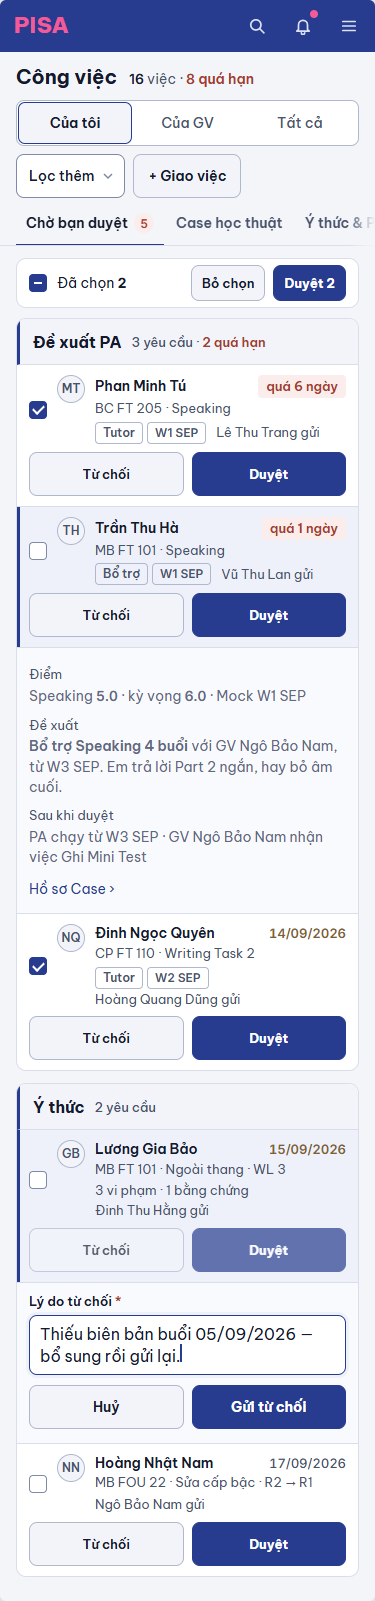 PISA
Công việc 16 việc · 8 quá hạn
Của tôi Của GV Tất cả
Lọc thêm + Giao việc
Chờ bạn duyệt 5 Case học thuật Ý thức &
Đã chọn 2 Bỏ chọn Duyệt 2
Đề xuất PA 3 yêu cầu · 2 quá hạn
MT Phan Minh Tú quá 6 ngày
BC FT 205 · Speaking
Tutor W1 SEP Lê Thu Trang gửi
Từ chối Duyệt
TH Trần Thu Hà quá 1 ngày
MB FT 101 · Speaking
Bổ trợ W1 SEP Vũ Thu Lan gửi
Từ chối Duyệt
Điểm
Speaking 5.0 · kỳ vọng 6.0 · Mock W1 SEP
Đề xuất
Bổ trợ Speaking 4 buổi với GV Ngô Bảo Nam,
từ W3 SEP. Em trả lời Part 2 ngắn, hay bỏ âm
cuối.
Sau khi duyệt
PA chạy từ W3 SEP · GV Ngô Bảo Nam nhận
việc Ghi Mini Test
Hồ sơ Case ›
NQ Đinh Ngọc Quyên 14/09/2026
CP FT 110 · Writing Task 2
Tutor W2 SEP
Hoàng Quang Dũng gửi
Từ chối Duyệt
Ý thức 2 yêu cầu
GB Lương Gia Bảo 15/09/2026
MB FT 101 · Ngoài thang · WL 3
3 vi phạm · 1 bằng chứng
Đinh Thu Hằng gửi
Từ chối Duyệt
Lý do từ chối *
Thiếu biên bản buổi 05/09/2026 —
bổ sung rồi gửi lại.
Huỷ Gửi từ chối
NN Hoàng Nhật Nam 17/09/2026
MB FOU 22 · Sửa cấp bậc · R2 → R1
Ngô Bảo Nam gửi
Từ chối Duyệt